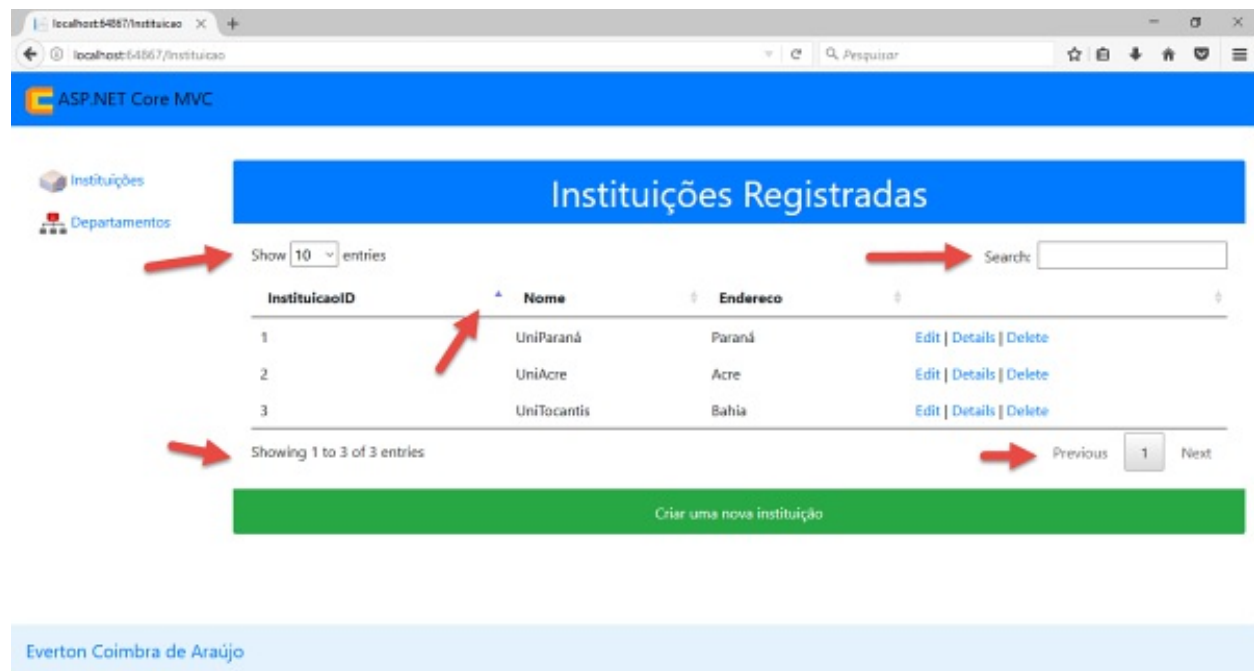 localhost:64867/Instituicao
localhost:64867/Instituicao
Pesquisar
ASP.NET Core MVC
Instituições
Departamentos
Instituições Registradas
Show 10 entries
Search:
InstituicaoID Nome Endereco
1 UniParaná Paraná Edit | Details | Delete
2 UniAcre Acre Edit | Details | Delete
3 UniTocantis Bahia Edit | Details | Delete
Showing 1 to 3 of 3 entries
Previous 1 Next
Criar uma nova instituição
Everton Coimbra de Araújo